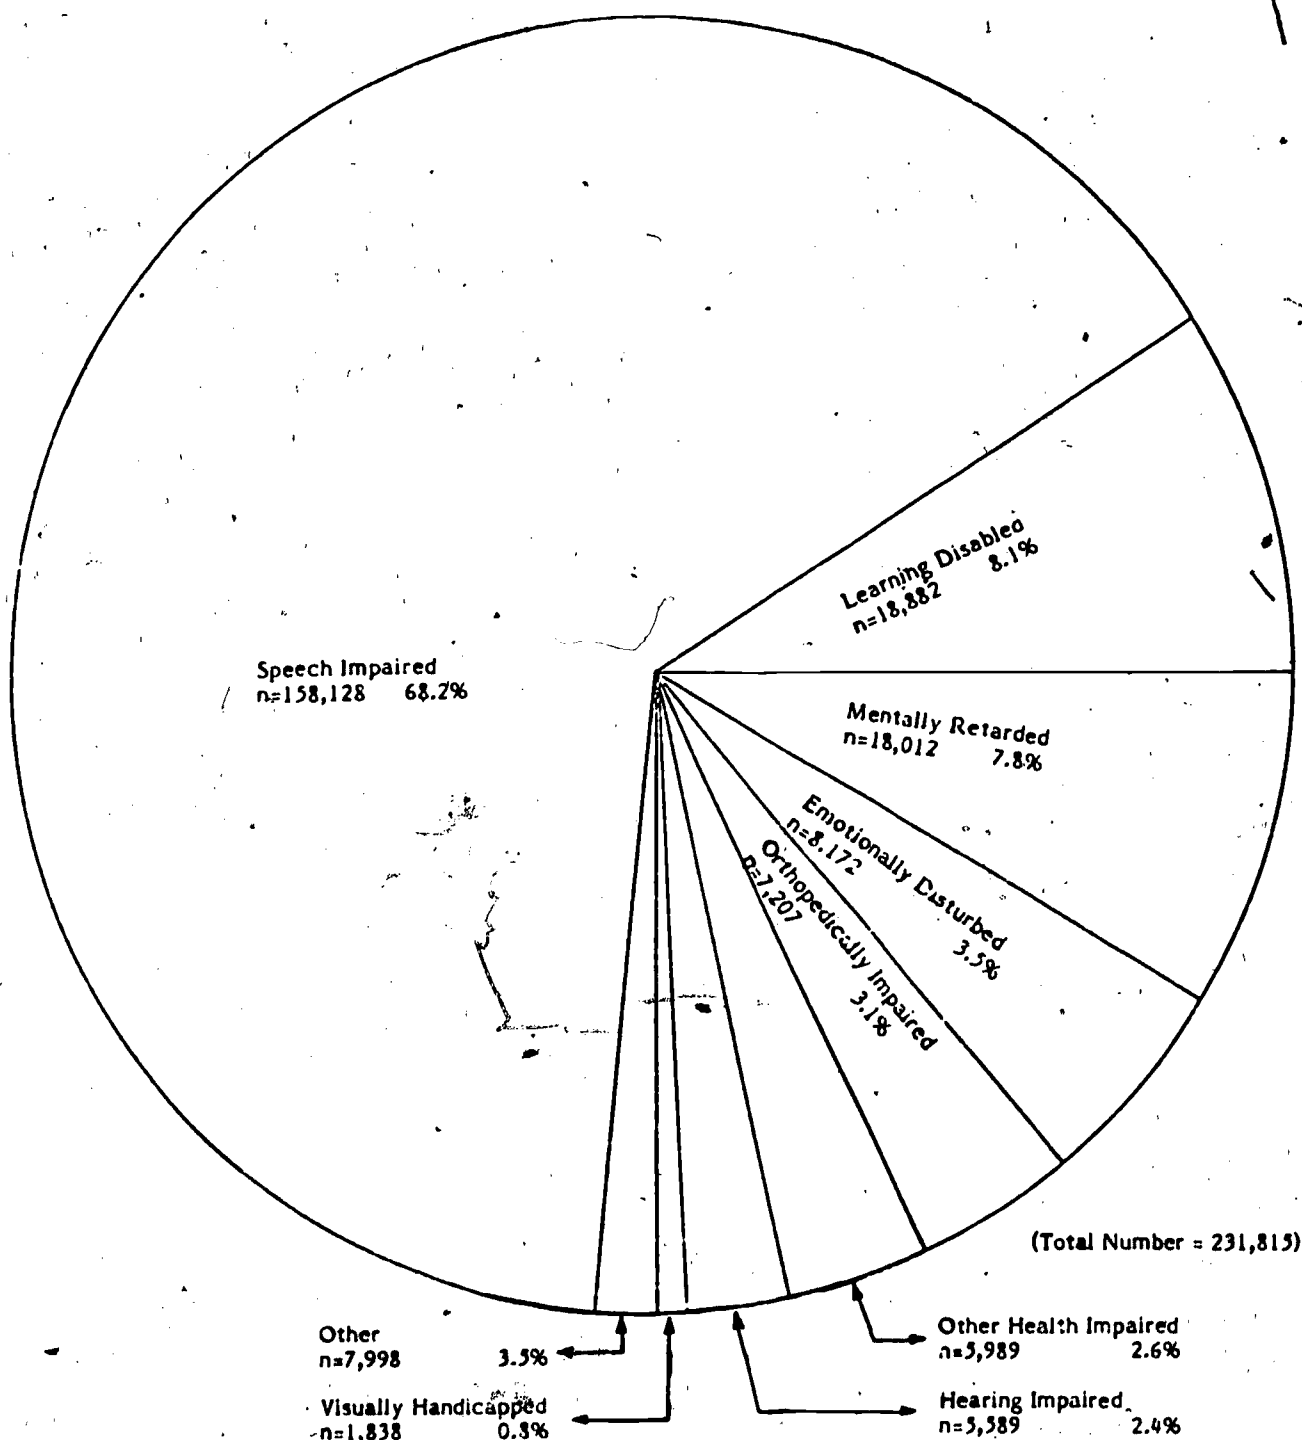 Learning Disabled
n=18,882 8.1%
Speech Impaired
n=158,128 68.2%
Mentally Retarded
n=18,012 7.8%
Emotionally Disturbed
n=8.172 3.5%
Orthopedically Impaired
n=7,207 3.1%
(Total Number = 231,815)
Other
n=7,998 3.5%
Other Health Impaired
n=5,989 2.6%
Visually Handicapped
n=1,838 0.8%
Hearing Impaired
n=5,589 2.4%